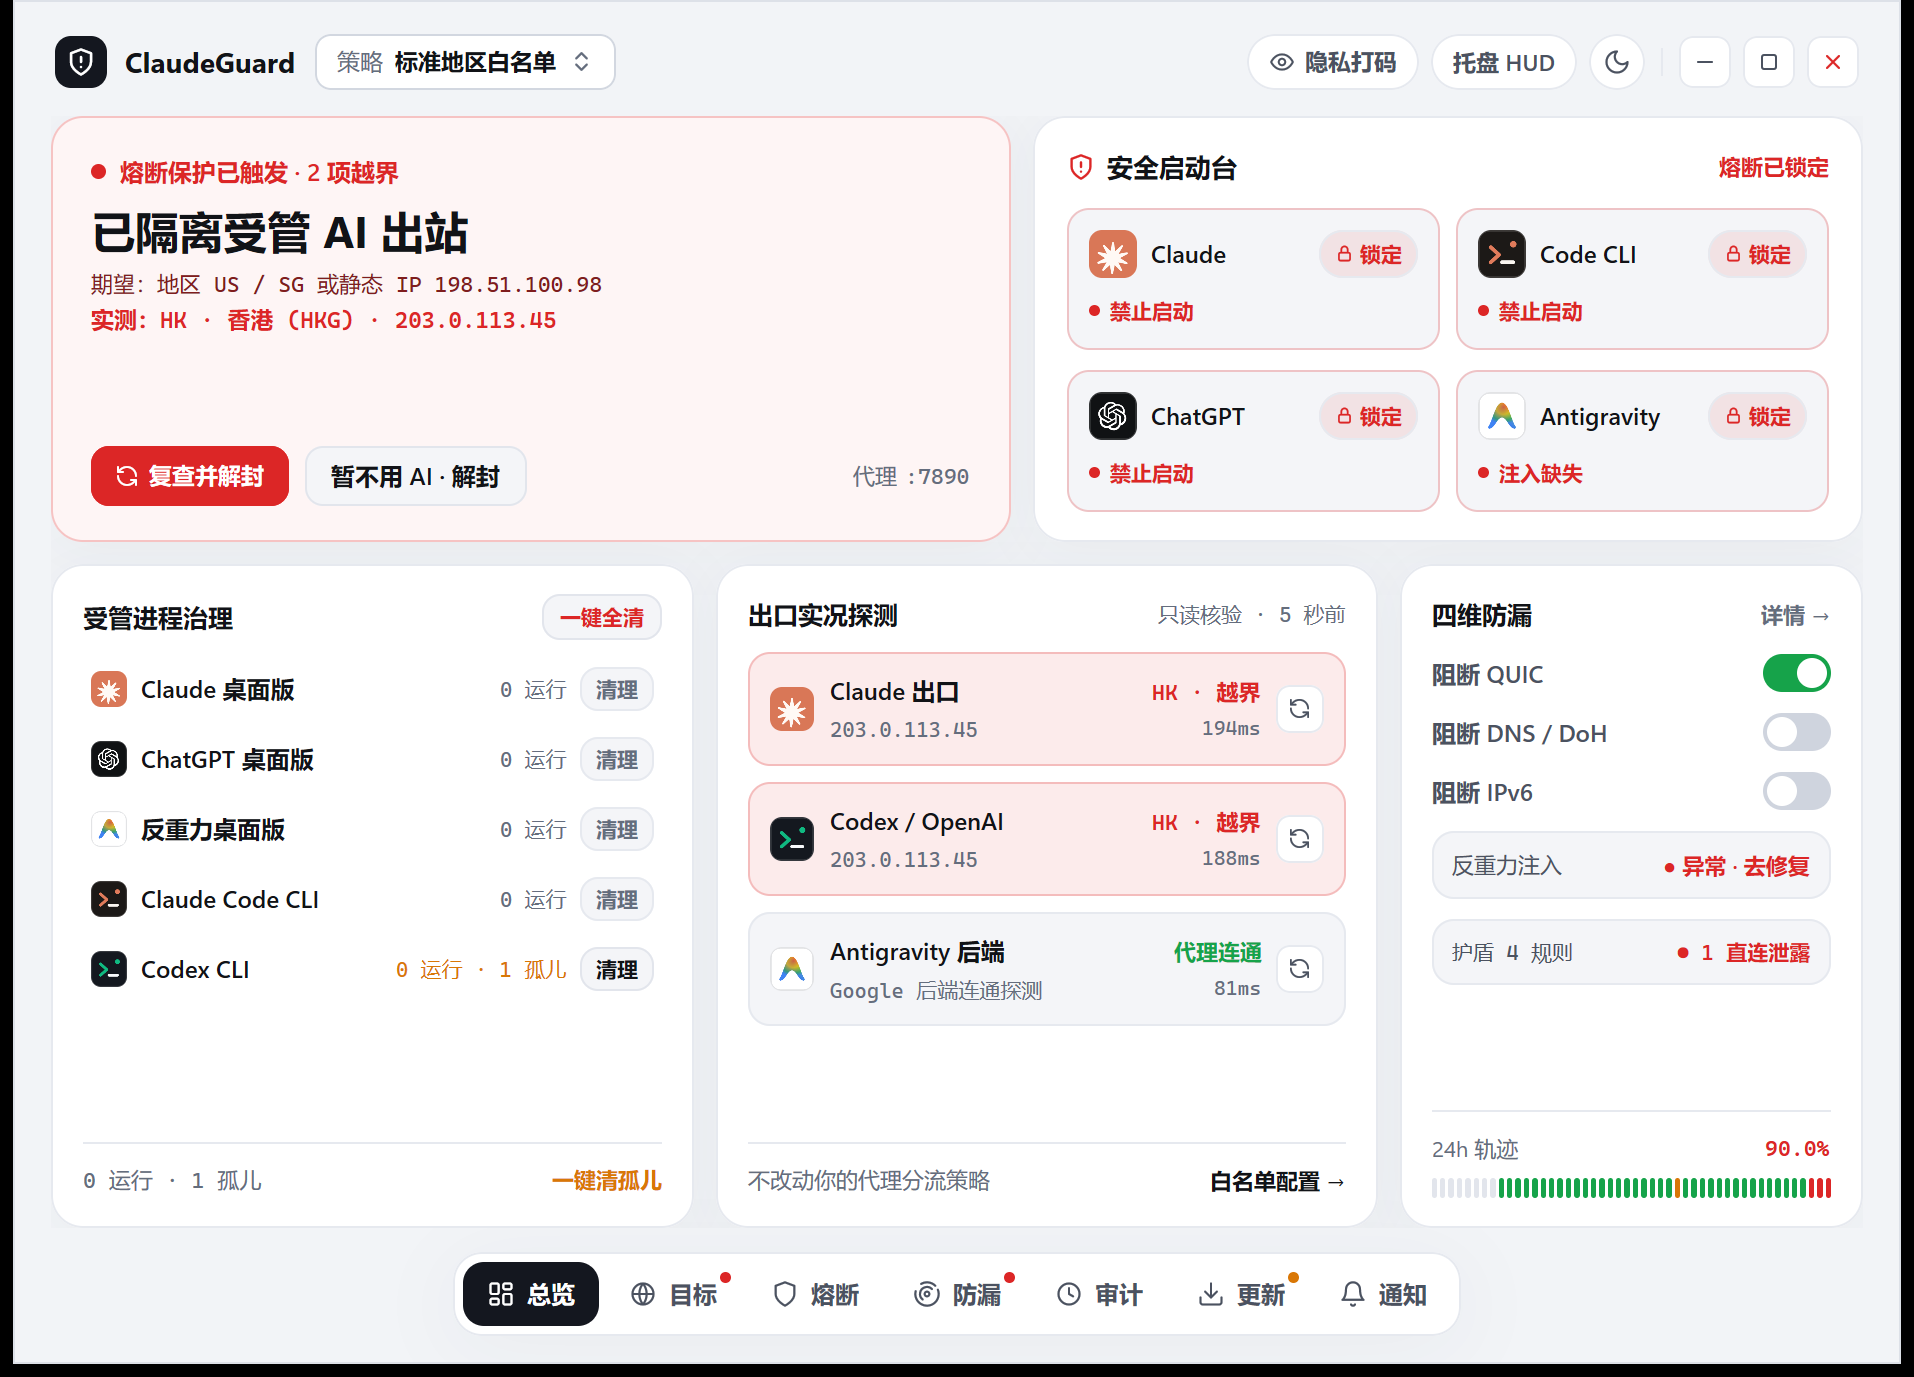 ClaudeGuard
策略 标准地区白名单
隐私打码
托盘 HUD
熔断保护已触发 · 2 项越界
已隔离受管 AI 出站
期望：地区 US / SG 或静态 IP 198.51.100.98
实测：HK · 香港 (HKG) · 203.0.113.45
复查并解封
暂不用 AI · 解封
代理 :7890
安全启动台
熔断已锁定
Claude
锁定
禁止启动
Code CLI
锁定
禁止启动
ChatGPT
锁定
禁止启动
Antigravity
锁定
注入缺失
受管进程治理
一键全清
Claude 桌面版
0 运行
清理
ChatGPT 桌面版
0 运行
清理
反重力桌面版
0 运行
清理
Claude Code CLI
0 运行
清理
Codex CLI
0 运行 · 1 孤儿
清理
0 运行 · 1 孤儿
一键清孤儿
出口实况探测
只读核验 · 5 秒前
Claude 出口
HK · 越界
203.0.113.45
194ms
Codex / OpenAI
HK · 越界
203.0.113.45
188ms
Antigravity 后端
代理连通
Google 后端连通探测
81ms
不改动你的代理分流策略
白名单配置 →
四维防漏
详情 →
阻断 QUIC
阻断 DNS / DoH
阻断 IPv6
反重力注入
异常 · 去修复
护盾 4 规则
1 直连泄露
24h 轨迹
90.0%
总览
目标
熔断
防漏
审计
更新
通知